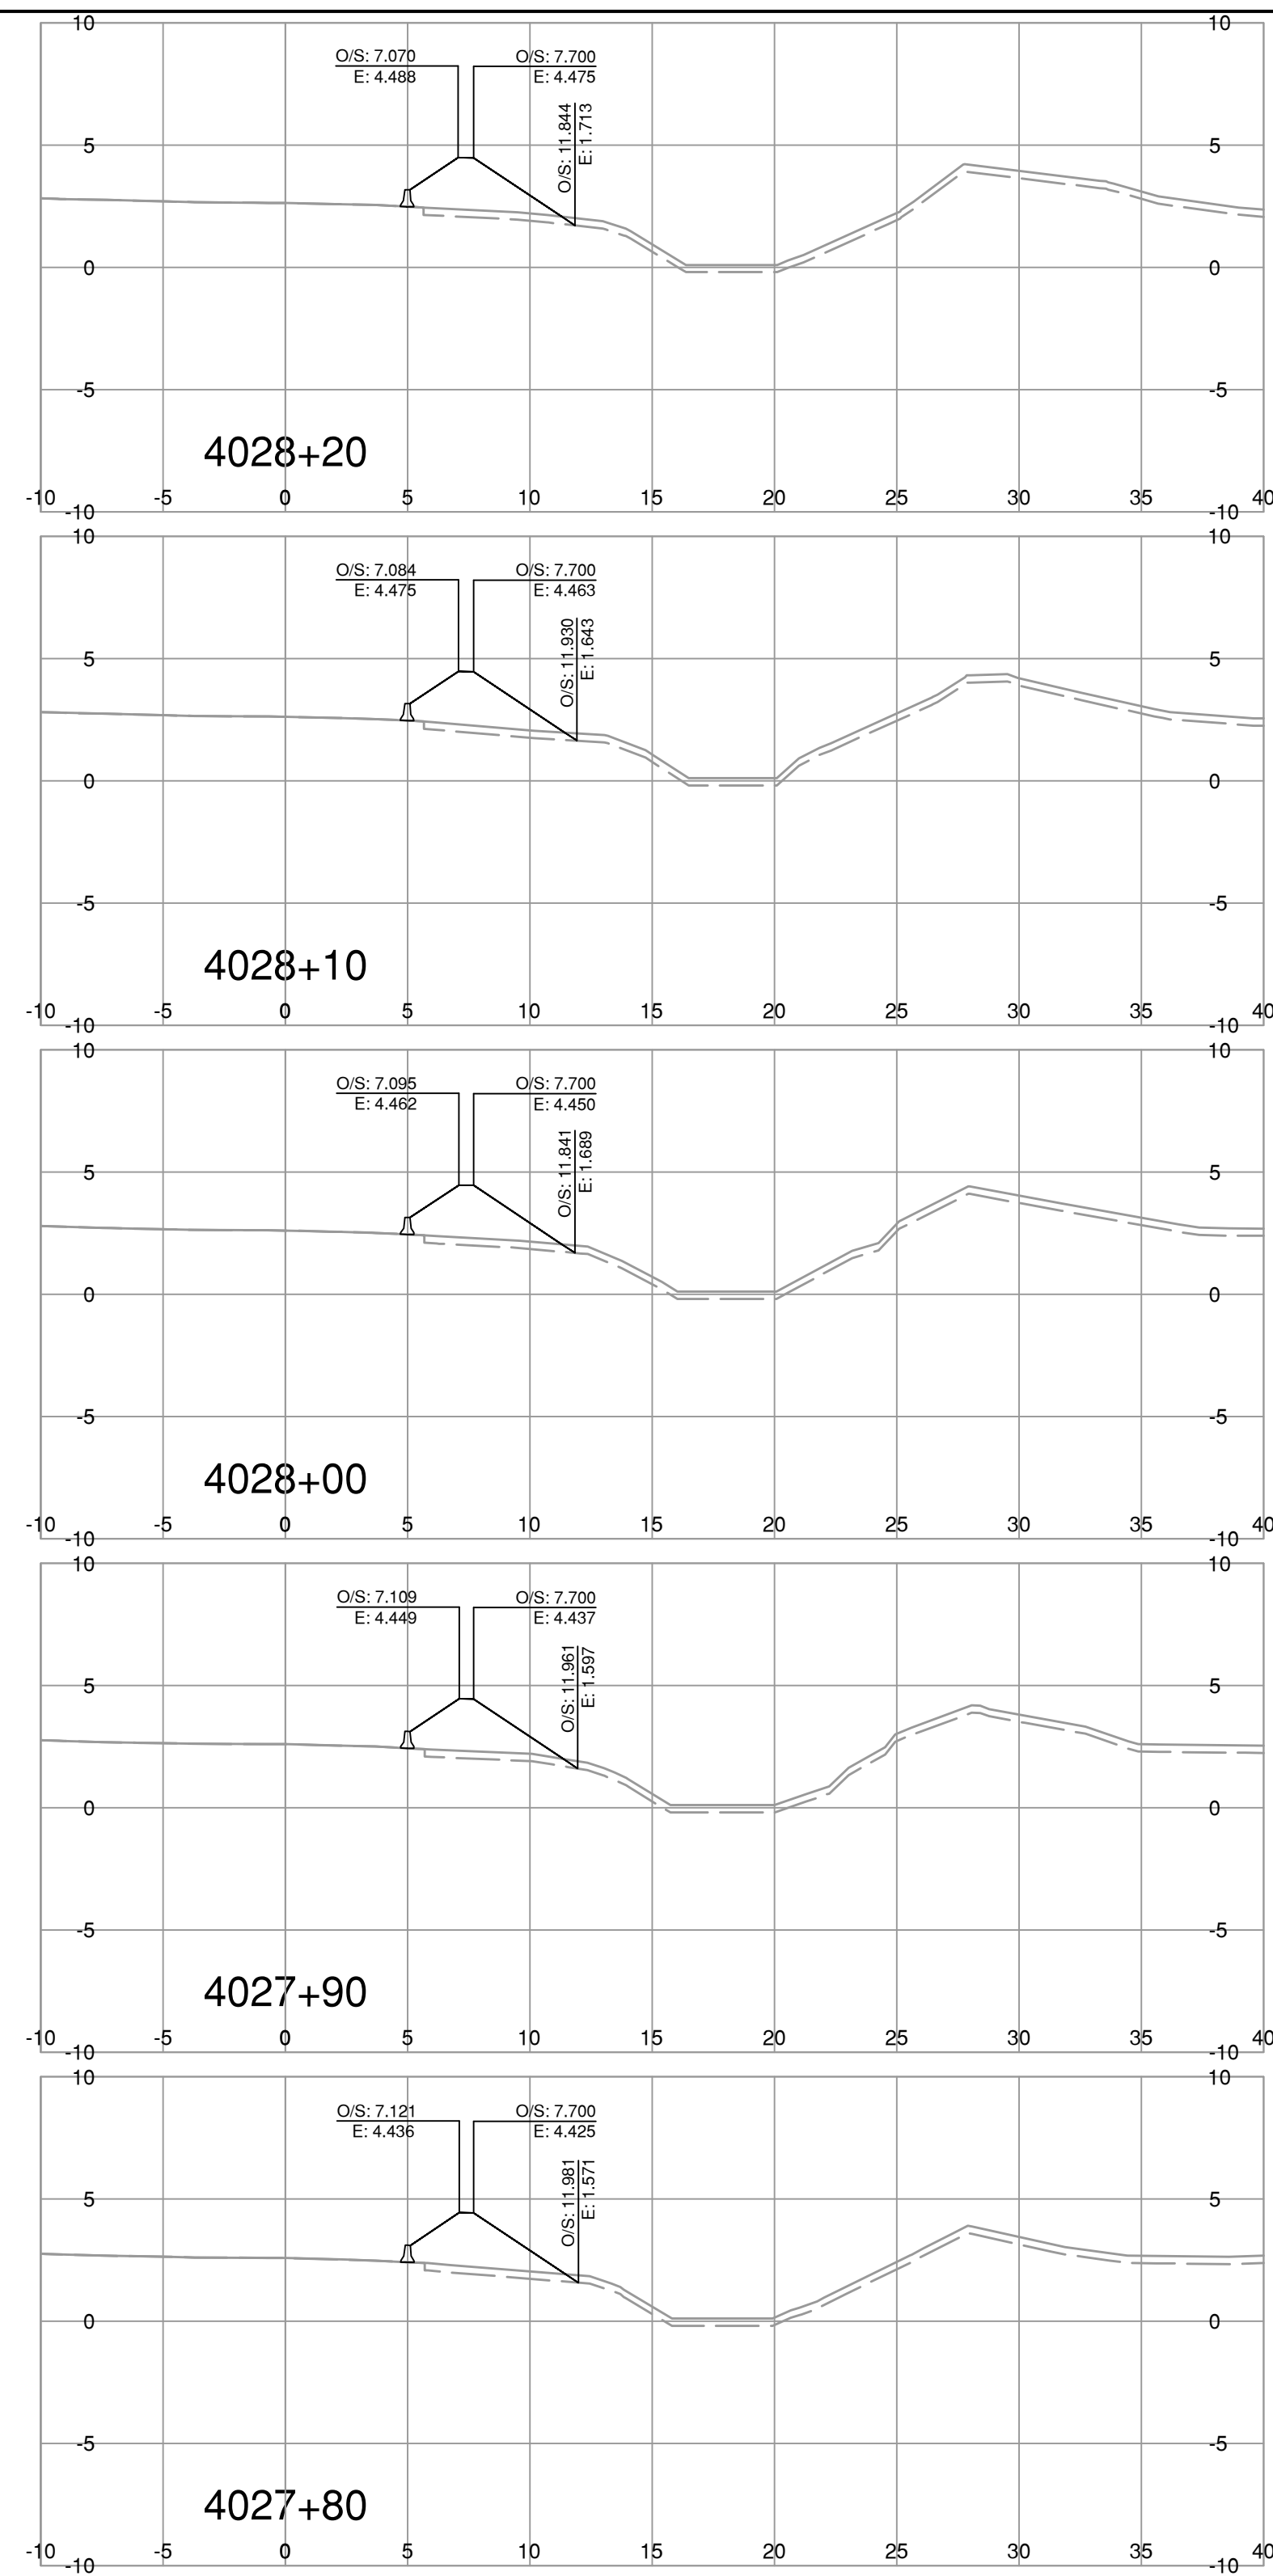 10 10
O/S: 7.070 O/S: 7.700
E: 4.488 E: 4.475
O/S: 11.844
E: 1.713
5 5
0 0
-5 -5
4028+20
-10 -5 0 5 10 15 20 25 30 35 40
-10 -10
10 10
O/S: 7.084 O/S: 7.700
E: 4.475 E: 4.463
O/S: 11.930
E: 1.643
5 5
0 0
-5 -5
4028+10
-10 -5 0 5 10 15 20 25 30 35 40
-10 -10
10 10
O/S: 7.095 O/S: 7.700
E: 4.462 E: 4.450
O/S: 11.841
E: 1.689
5 5
0 0
-5 -5
4028+00
-10 -5 0 5 10 15 20 25 30 35 40
-10 -10
10 10
O/S: 7.109 O/S: 7.700
E: 4.449 E: 4.437
O/S: 11.961
E: 1.597
5 5
0 0
-5 -5
4027+90
-10 -5 0 5 10 15 20 25 30 35 40
-10 -10
10 10
O/S: 7.121 O/S: 7.700
E: 4.436 E: 4.425
O/S: 11.981
E: 1.571
5 5
0 0
-5 -5
4027+80
-10 -5 0 5 10 15 20 25 30 35 40
-10 -10